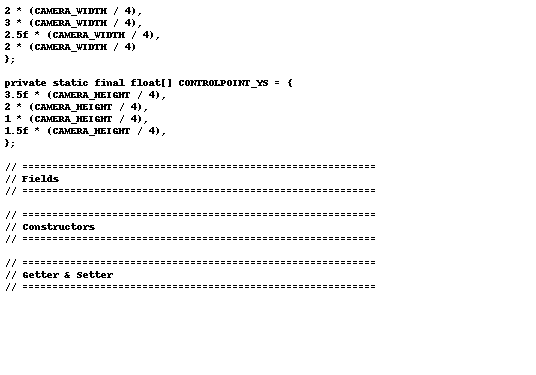 2 * (CAMERA_WIDTH / 4),
3 * (CAMERA_WIDTH / 4),
2.5f * (CAMERA_WIDTH / 4),
2 * (CAMERA_WIDTH / 4)
};
private static final float[] CONTROLPOINT_YS = {
3.5f * (CAMERA_HEIGHT / 4),
2 * (CAMERA_HEIGHT / 4),
1 * (CAMERA_HEIGHT / 4),
1.5f * (CAMERA_HEIGHT / 4),
};
// ===========================================================
// Fields
// ===========================================================
// ===========================================================
// Constructors
// ===========================================================
// ===========================================================
// Getter & Setter
// ===========================================================